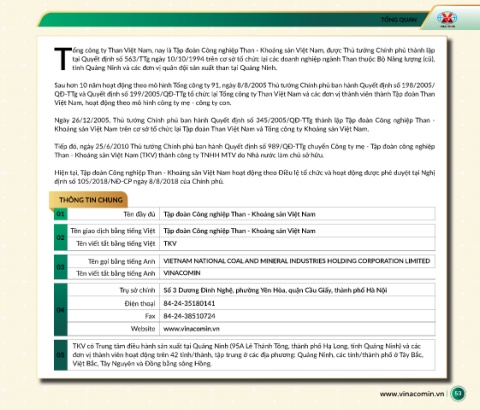 TỔNG QUAN
Tổng công ty Than Việt Nam, nay là Tập đoàn Công nghiệp Than - Khoáng sản Việt Nam, được Thủ tướng Chính phủ thành lập
tại Quyết định số 563/TTg ngày 10/10/1994 trên cơ sở tổ chức lại các doanh nghiệp ngành Than thuộc Bộ Năng lượng (cũ),
tỉnh Quảng Ninh và các đơn vị quân đội sản xuất than tại Quảng Ninh.
Sau hơn 10 năm hoạt động theo mô hình Tổng công ty 91, ngày 8/8/2005 Thủ tướng Chính phủ ban hành Quyết định số 198/2005/
QĐ-TTg và Quyết định số 199/2005/QĐ-TTg tổ chức lại Tổng công ty Than Việt Nam và các đơn vị thành viên thành Tập đoàn Than
Việt Nam, hoạt động theo mô hình công ty mẹ - công ty con.
Ngày 26/12/2005, Thủ tướng Chính phủ ban hành Quyết định số 345/2005/QĐ-TTg thành lập Tập đoàn Công nghiệp Than -
Khoáng sản Việt Nam trên cơ sở tổ chức lại Tập đoàn Than Việt Nam và Tổng công ty Khoáng sản Việt Nam.
Tiếp đó, ngày 25/6/2010 Thủ tướng Chính phủ ban hành Quyết định số 989/QĐ-TTg chuyển Công ty mẹ - Tập đoàn công nghiệp
Than - Khoáng sản Việt Nam (TKV) thành công ty TNHH MTV do Nhà nước làm chủ sở hữu.
Hiện tại, Tập đoàn Công nghiệp Than - Khoáng sản Việt Nam hoạt động theo Điều lệ tổ chức và hoạt động được phê duyệt tại Nghị
định số 105/2018/NĐ-CP ngày 8/8/2018 của Chính phủ.
THÔNG TIN CHUNG
01 Tên đầy đủ Tập đoàn Công nghiệp Than - Khoáng sản Việt Nam
02 Tên giao dịch bằng tiếng Việt Tập đoàn Công nghiệp Than - Khoáng sản Việt Nam
Tên viết tắt bằng tiếng Việt TKV
03 Tên gọi bằng tiếng Anh VIETNAM NATIONAL COAL AND MINERAL INDUSTRIES HOLDING CORPORATION LIMITED
Tên viết tắt bằng tiếng Anh VINACOMIN
04 Trụ sở chính Số 3 Dương Đình Nghệ, phường Yên Hòa, quận Cầu Giấy, thành phố Hà Nội
Điện thoại 84-24-35180141
Fax 84-24-38510724
Website www.vinacomin.vn
05 TKV có Trung tâm điều hành sản xuất tại Quảng Ninh (95A Lê Thánh Tông, thành phố Hạ Long, tỉnh Quảng Ninh) và các
đơn vị thành viên hoạt động trên 42 tỉnh/thành, tập trung ở các địa phương: Quảng Ninh, các tỉnh/thành phố ở Tây Bắc,
Việt Bắc, Tây Nguyên và Đồng bằng sông Hồng.
www.vinacomin.vn 53